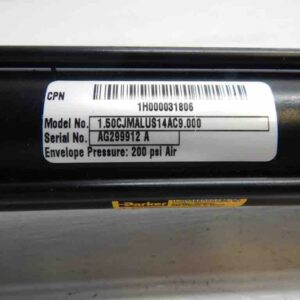 CPN
1H000031806
Model No. 1.50CJMALUS14AC9.000
Serial No. AG299912 A
Envelope Pressure: 200 psi Air
Parker